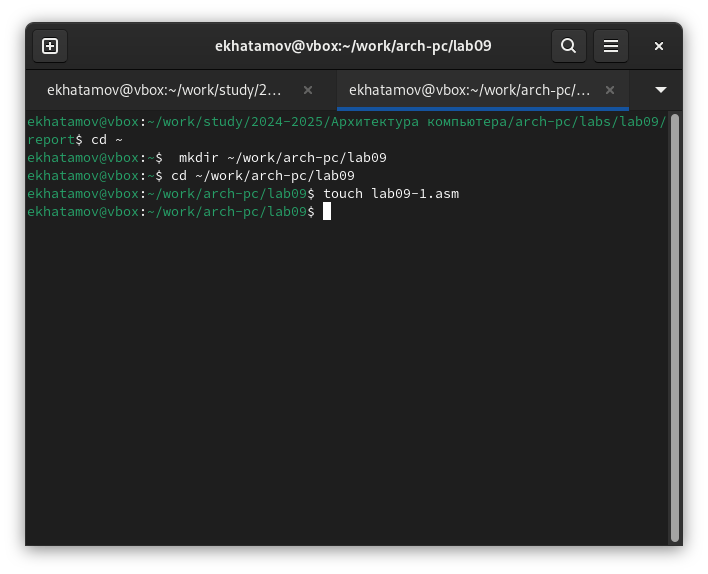 ekhatamov@vbox:~/work/arch-pc/lab09
ekhatamov@vbox:~/work/study/2...
ekhatamov@vbox:~/work/arch-pc/...
ekhatamov@vbox:~/work/study/2024-2025/Архитектура компьютера/arch-pc/labs/lab09/
report$ cd ~
ekhatamov@vbox:~$  mkdir ~/work/arch-pc/lab09
ekhatamov@vbox:~$ cd ~/work/arch-pc/lab09
ekhatamov@vbox:~/work/arch-pc/lab09$ touch lab09-1.asm
ekhatamov@vbox:~/work/arch-pc/lab09$